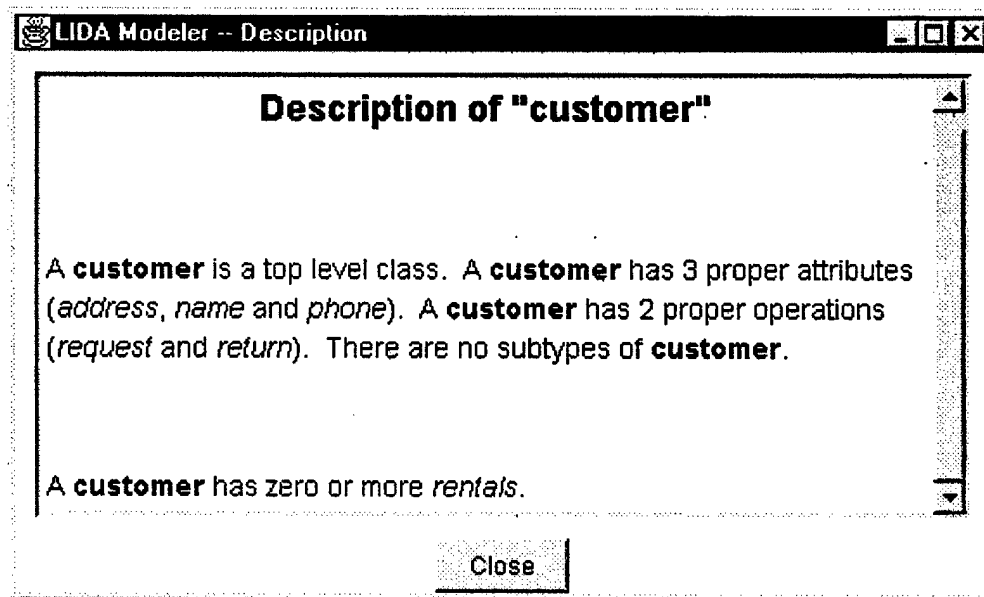 LIDA Modeler -- Description
Description of "customer"
A customer is a top level class. A customer has 3 proper attributes
(address, name and phone). A customer has 2 proper operations
(request and return). There are no subtypes of customer.
A customer has zero or more rentals.
Close